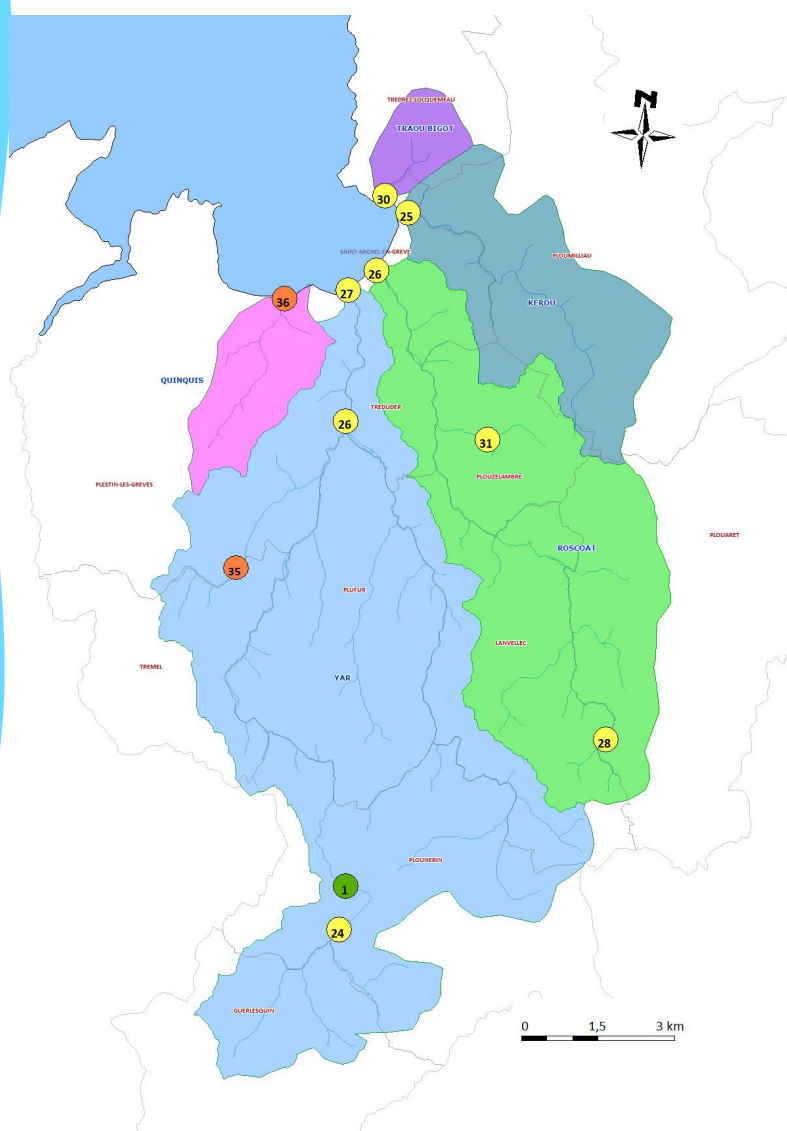 TREDREZ-LOCQUEMEAU
TRAOU BIGOT
N
30
25
SAINT-MICHEL-EN-GREVE
PLOUMILLIAU
26
27
36
KERDU
QUINQUIS
TREDUDER
26
31
PLOUZELAMBRE
PLESTIN-LES-GREVES
PLOUARET
ROSCOAT
35
PLUFUR
LANVELLEC
TREMEL
YAR
28
PLOUNERIN
1
24
GUERLESQUIN
0 1,5 3 km